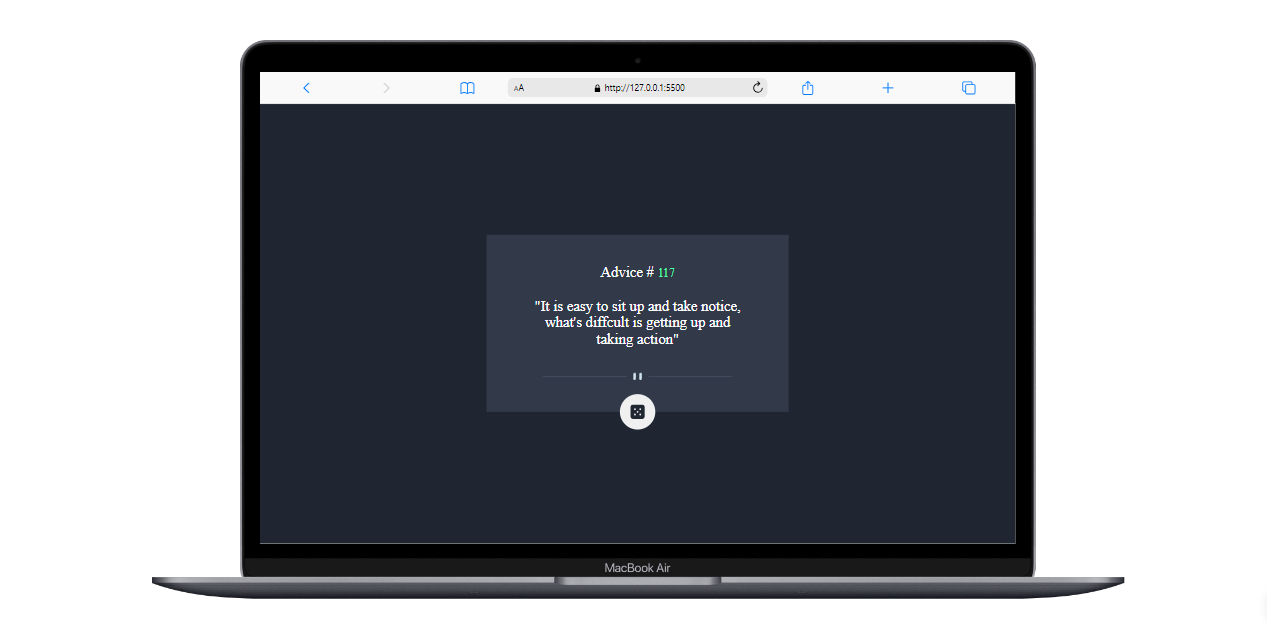 AA http://127.0.0.1:5500
Advice # 117
"It is easy to sit up and take notice,
what's diffcult is getting up and
taking action"
MacBook Air